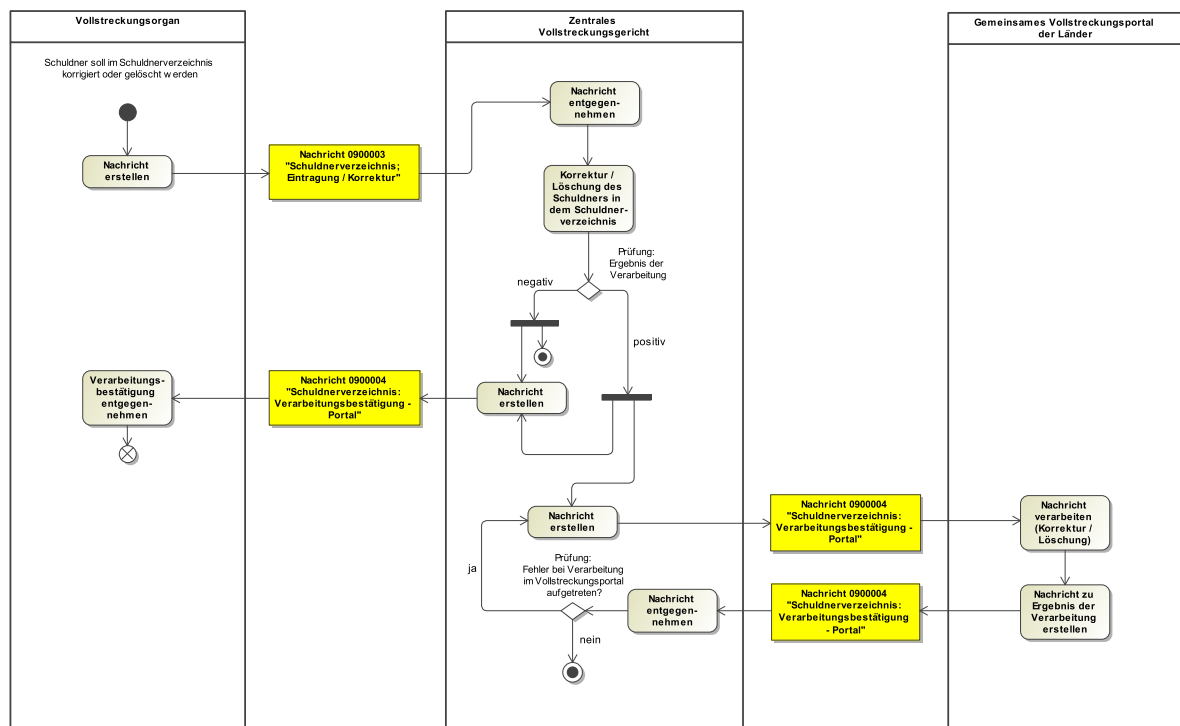 Vollstreckungsorgan
Zentrales
Vollstreckungsgericht
Gemeinsames Vollstreckungsportal
der Länder
Schuldner soll im Schuldnerverzeichnis
korrigiert oder gelöscht werden
Nachricht
erstellen
Nachricht 0900003
"Schuldnerverzeichnis;
Eintragung / Korrektur"
Nachricht
entgegen-
nehmen
Korrektur /
Löschung des
Schuldners in
dem Schuldner-
verzeichnis
Prüfung:
Ergebnis der
Verarbeitung
negativ
positiv
Verarbeitungs-
bestätigung
entgegen-
nehmen
Nachricht 0900004
"Schuldnerverzeichnis:
Verarbeitungsbestätigung -
Portal"
Nachricht
erstellen
Nachricht
erstellen
Nachricht 0900004
"Schuldnerverzeichnis:
Verarbeitungsbestätigung -
Portal"
Nachricht
verarbeiten
(Korrektur /
Löschung)
ja
Prüfung:
Fehler bei Verarbeitung
im Vollstreckungsportal
aufgetreten?
nein
Nachricht
entgegen-
nehmen
Nachricht 0900004
"Schuldnerverzeichnis:
Verarbeitungsbestätigung
- Portal"
Nachricht zu
Ergebnis der
Verarbeitung
erstellen